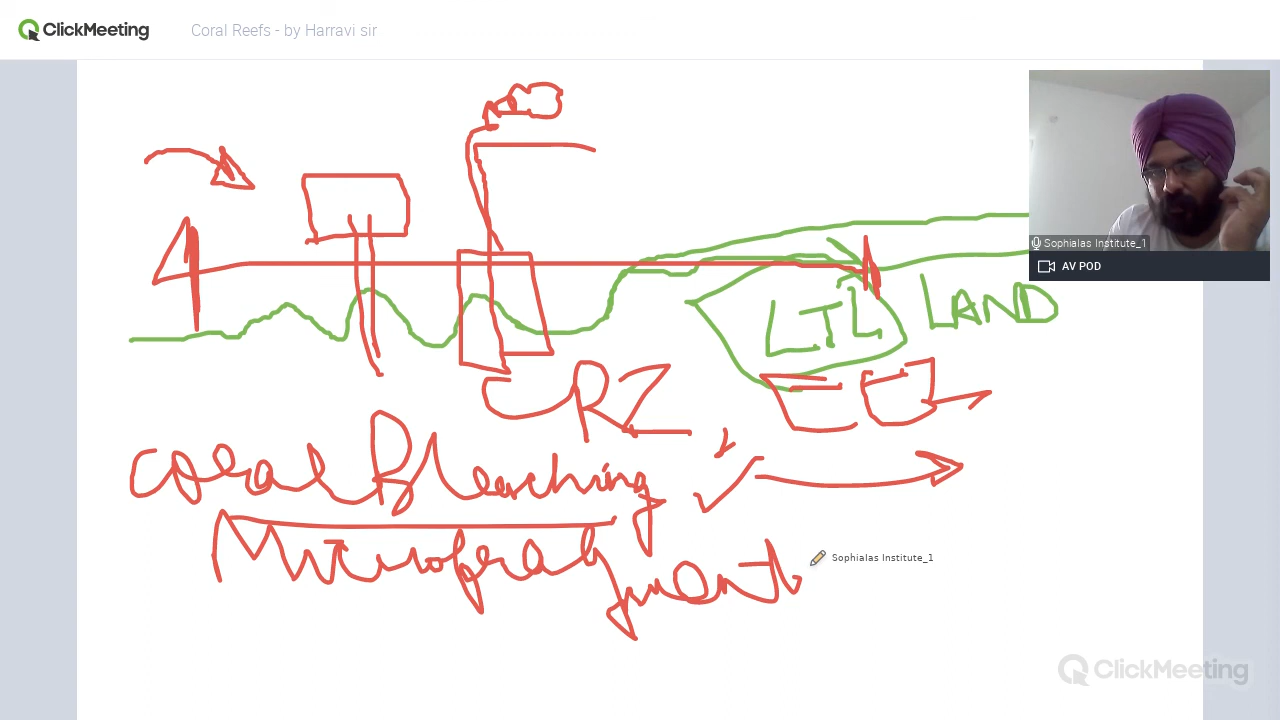 ClickMeeting
Coral Reefs - by Harravi sir
Sophialas Institute_1
AV POD
LTL LAND
CRZ
coral Bleaching
Sophialas Institute_1
ClickMeeting